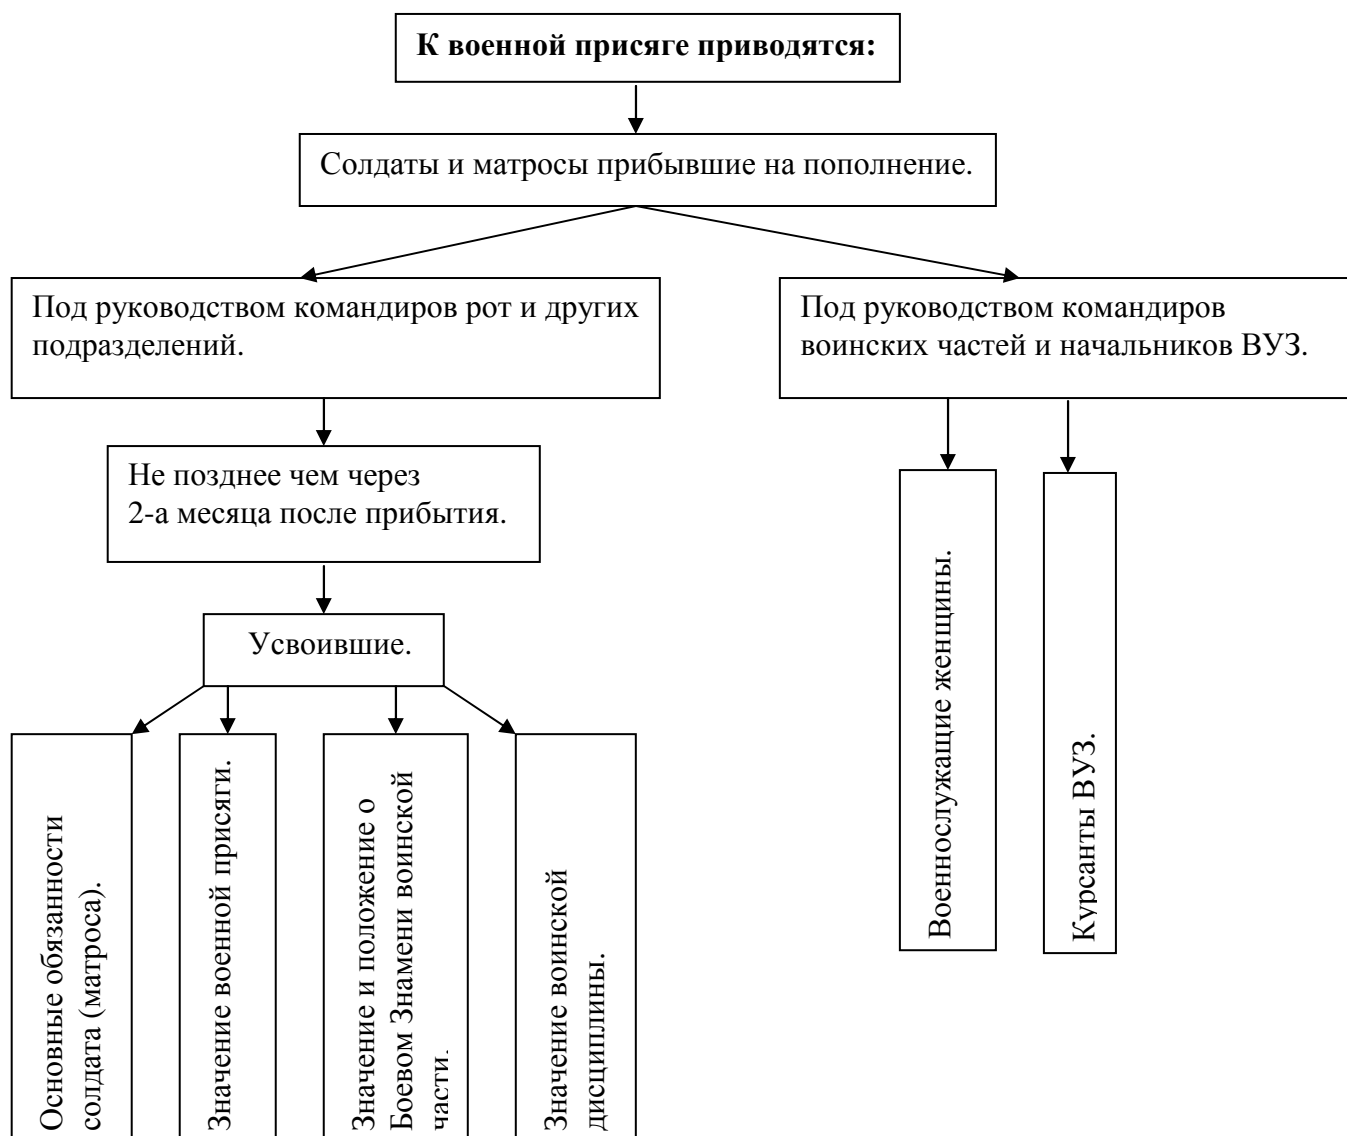 К военной присяге приводятся:
Солдаты и матросы прибывшие на пополнение.
Под руководством командиров рот и других
подразделений.
Под руководством командиров
воинских частей и начальников ВУЗ.
Не позднее чем через
2-а месяца после прибытия.
Усвоившие.
Основные обязанности
солдата (матроса).
Значение военной присяги.
Значение и положение о
Боевом Знамени воинской
части.
Значение воинской
дисциплины.
Военнослужащие женщины.
Курсанты ВУЗ.